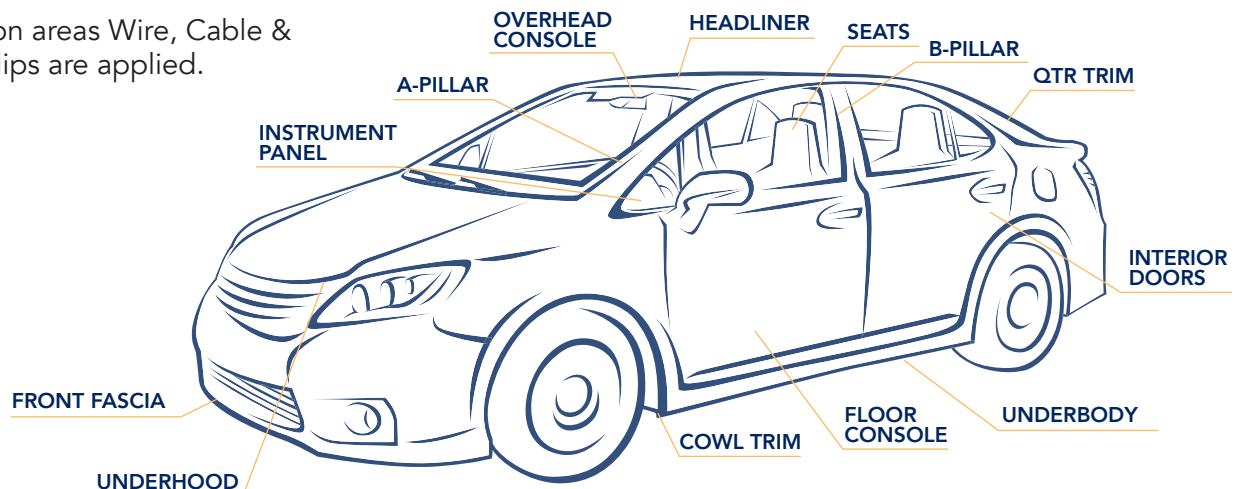 on areas Wire, Cable &
lips are applied.
OVERHEAD
CONSOLE
HEADLINER
SEATS
B-PILLAR
QTR TRIM
A-PILLAR
INSTRUMENT
PANEL
INTERIOR
DOORS
FRONT FASCIA
UNDERHOOD
COWL TRIM
FLOOR
CONSOLE
UNDERBODY